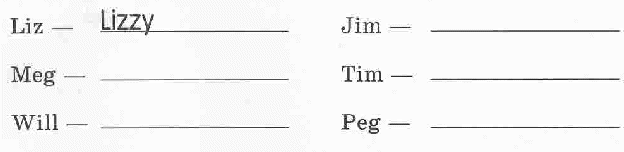 Liz — Lizzy Jim —
Meg — Tim —
Will — Peg —